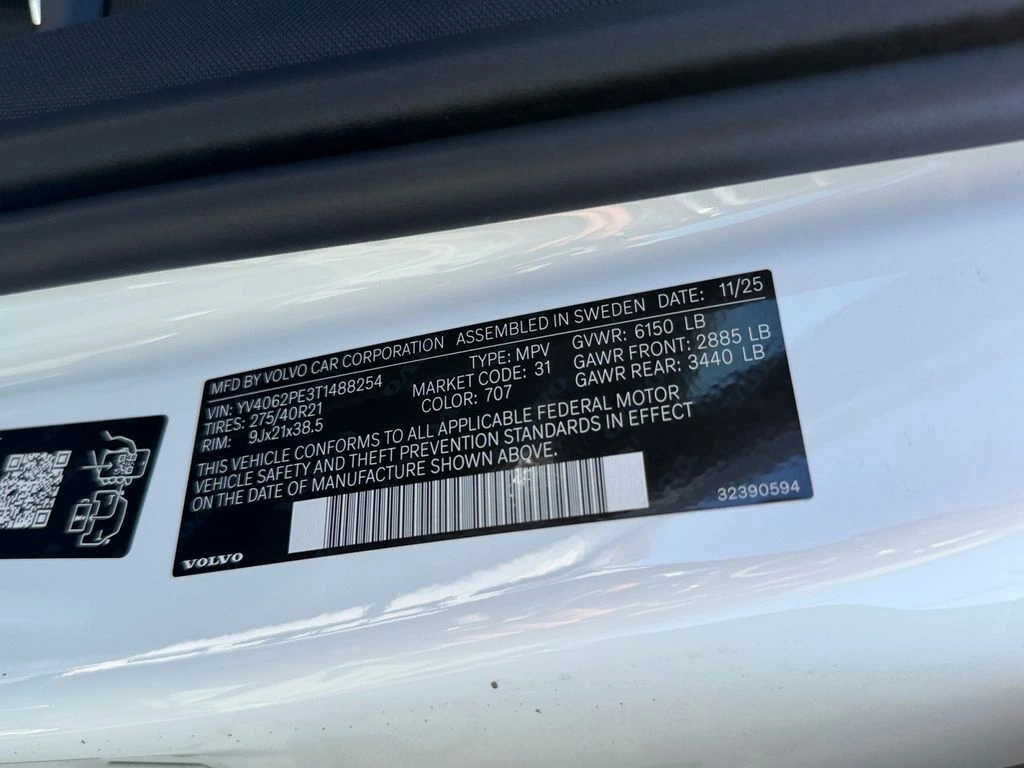 MFD BY VOLVO CAR CORPORATION ASSEMBLED IN SWEDEN DATE: 11/25
VIN: YV4062PE3T1488254 TYPE: MPV GVWR: 6150 LB
TIRES: 275/40R21 MARKET CODE: 31 GAWR FRONT: 2885 LB
RIM: 9Jx21x38.5 COLOR: 707 GAWR REAR: 3440 LB
THIS VEHICLE CONFORMS TO ALL APPLICABLE FEDERAL MOTOR
VEHICLE SAFETY AND THEFT PREVENTION STANDARDS IN EFFECT
ON THE DATE OF MANUFACTURE SHOWN ABOVE.
32390594
VOLVO